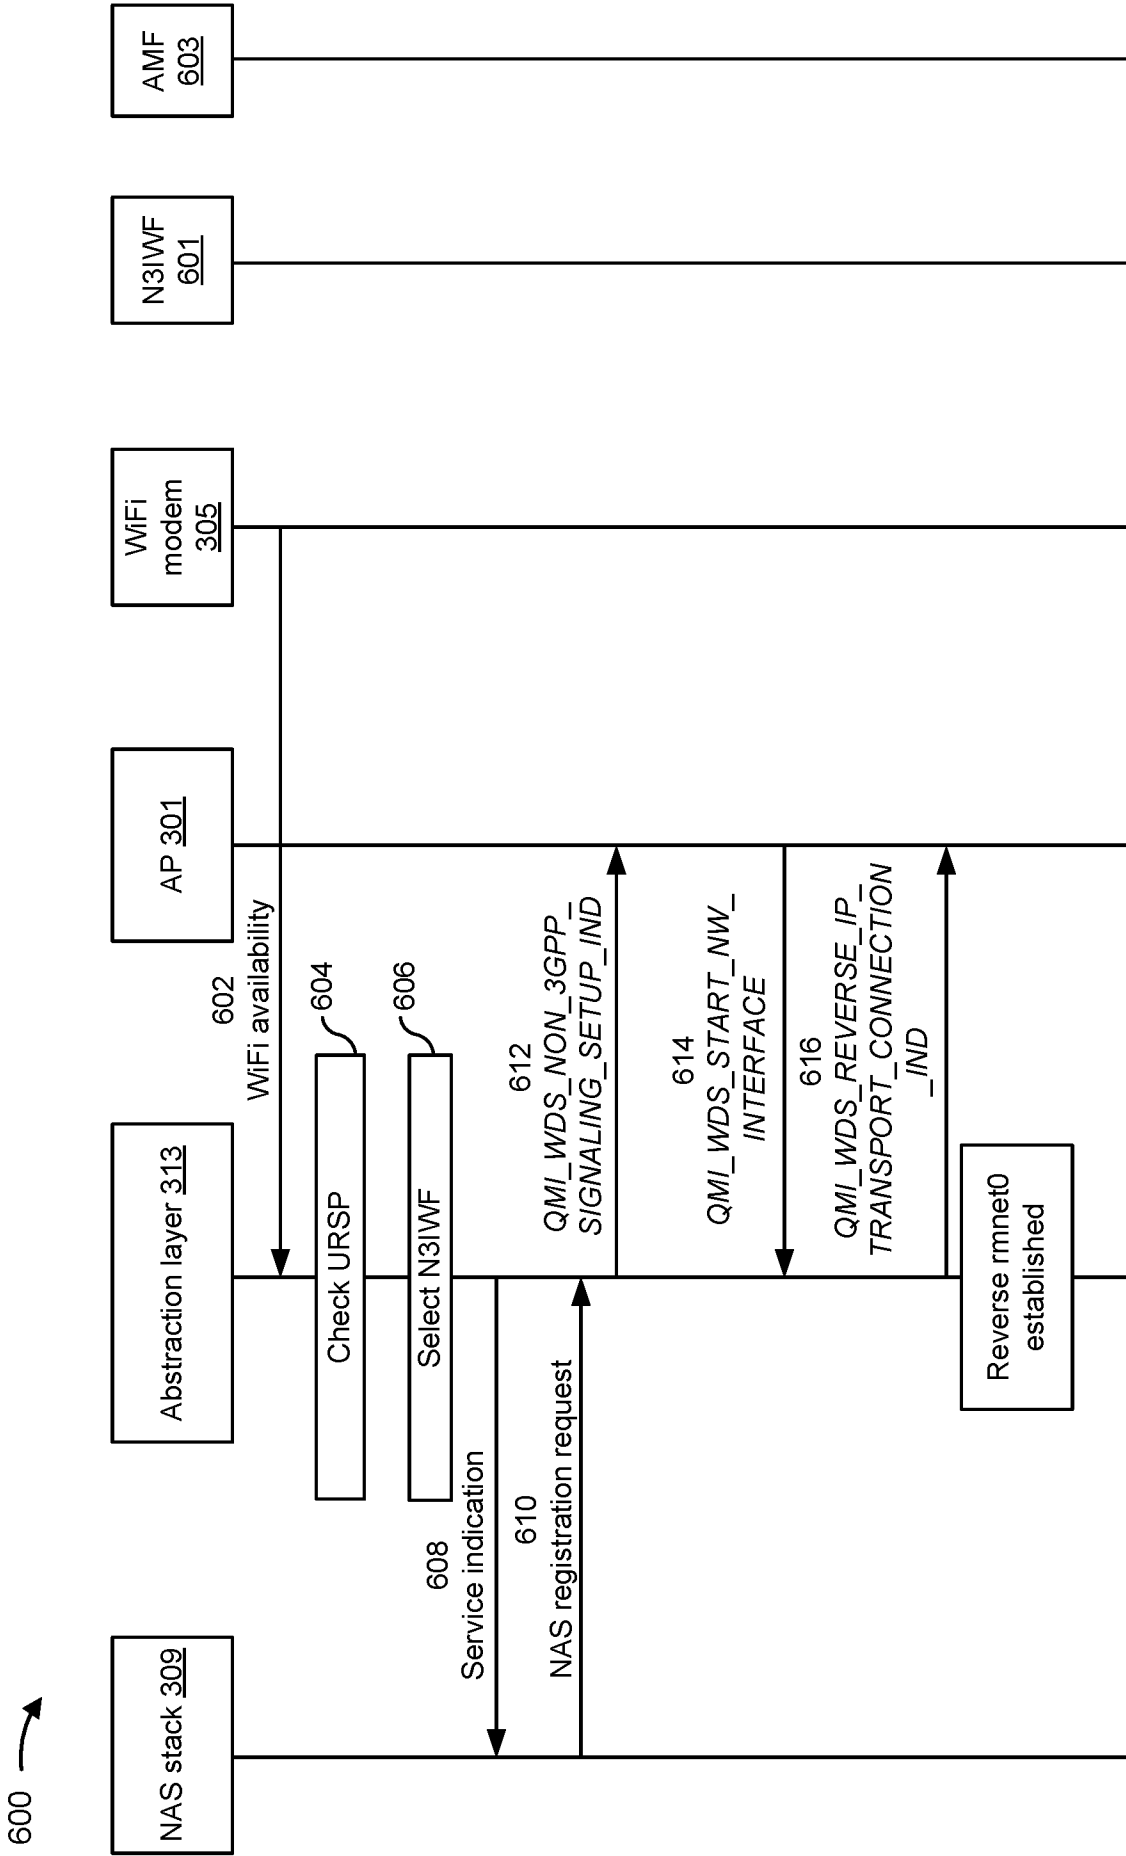 600
NAS stack 309
Abstraction layer 313
AP 301
WiFi
modem
305
N3IWF
601
AMF
603
602
WiFi availability
Check URSP
604
Select N3IWF
606
608
Service indication
610
NAS registration request
612
QMI_WDS_NON_3GPP_
SIGNALING_SETUP_IND
614
QMI_WDS_START_NW_
INTERFACE
616
QMI_WDS_REVERSE_IP_
TRANSPORT_CONNECTION
_IND
Reverse rmnet0
established